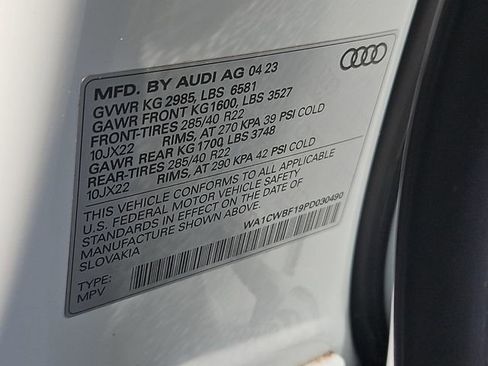 MFD. BY AUDI AG 04 23
GVWR KG 2985, LBS 6581
GAWR FRONT KG 1600, LBS 3527
FRONT-TIRES 285/40 R22
10JX22 RIMS, AT 270 KPA 39 PSI COLD
GAWR REAR KG 1700, LBS 3748
REAR-TIRES 285/40 R22
10JX22 RIMS, AT 290 KPA 42 PSI COLD
THIS VEHICLE CONFORMS TO ALL APPLICABLE
U.S. FEDERAL MOTOR VEHICLE SAFETY
STANDARDS IN EFFECT ON THE DATE OF
MANUFACTURE SHOWN ABOVE.
SLOVAKIA
WA1CWBF19PD030490
TYPE:
MPV